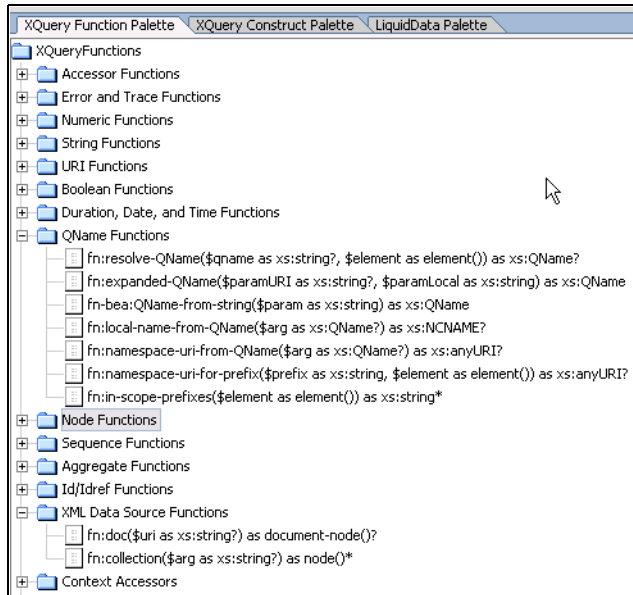 XQuery Function Palette XQuery Construct Palette LiquidData Palette
XQueryFunctions
Accessor Functions
Error and Trace Functions
Numeric Functions
String Functions
URI Functions
Boolean Functions
Duration, Date, and Time Functions
QName Functions
fn:resolve-QName($qname as xs:string?, $element as element()) as xs:QName?
fn:expanded-QName($paramURI as xs:string?, $paramLocal as xs:string) as xs:QName
fn-bea:QName-from-string($param as xs:string) as xs:QName
fn:local-name-from-QName($arg as xs:QName?) as xs:NCNAME?
fn:namespace-uri-from-QName($arg as xs:QName?) as xs:anyURI?
fn:namespace-uri-for-prefix($prefix as xs:string, $element as element()) as xs:anyURI?
fn:in-scope-prefixes($element as element()) as xs:string*
Node Functions
Sequence Functions
Aggregate Functions
Id/Idref Functions
XML Data Source Functions
fn:doc($uri as xs:string?) as document-node()?
fn:collection($arg as xs:string?) as node()*
Context Accessors